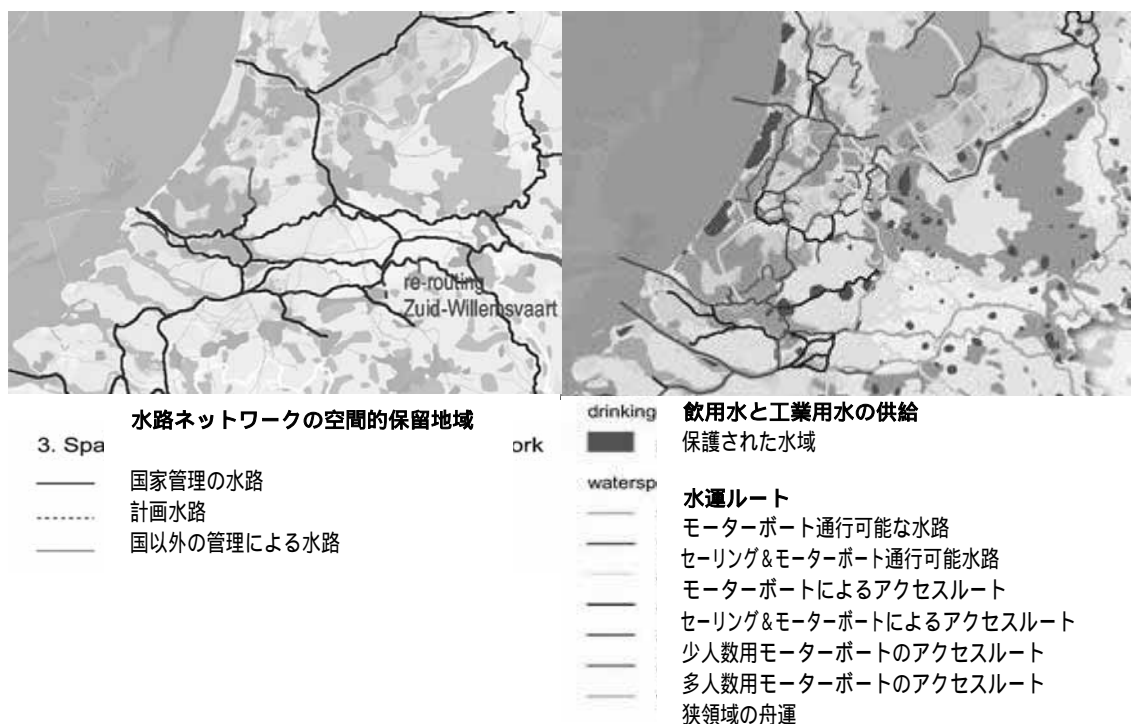 re-routing
Zuid-Willemsvaart
水路ネットワークの空間的保留地域
3. Spa
ork
国家管理の水路
計画水路
国以外の管理による水路
drinking
飲用水と工業用水の供給
保護された水域
watersp
水運ルート
モーターボート通行可能な水路
セーリング&モーターボート通行可能水路
モーターボートによるアクセスルート
セーリング&モーターボートによるアクセスルート
少人数用モーターボートのアクセスルート
多人数用モーターボートのアクセスルート
狭領域の舟運